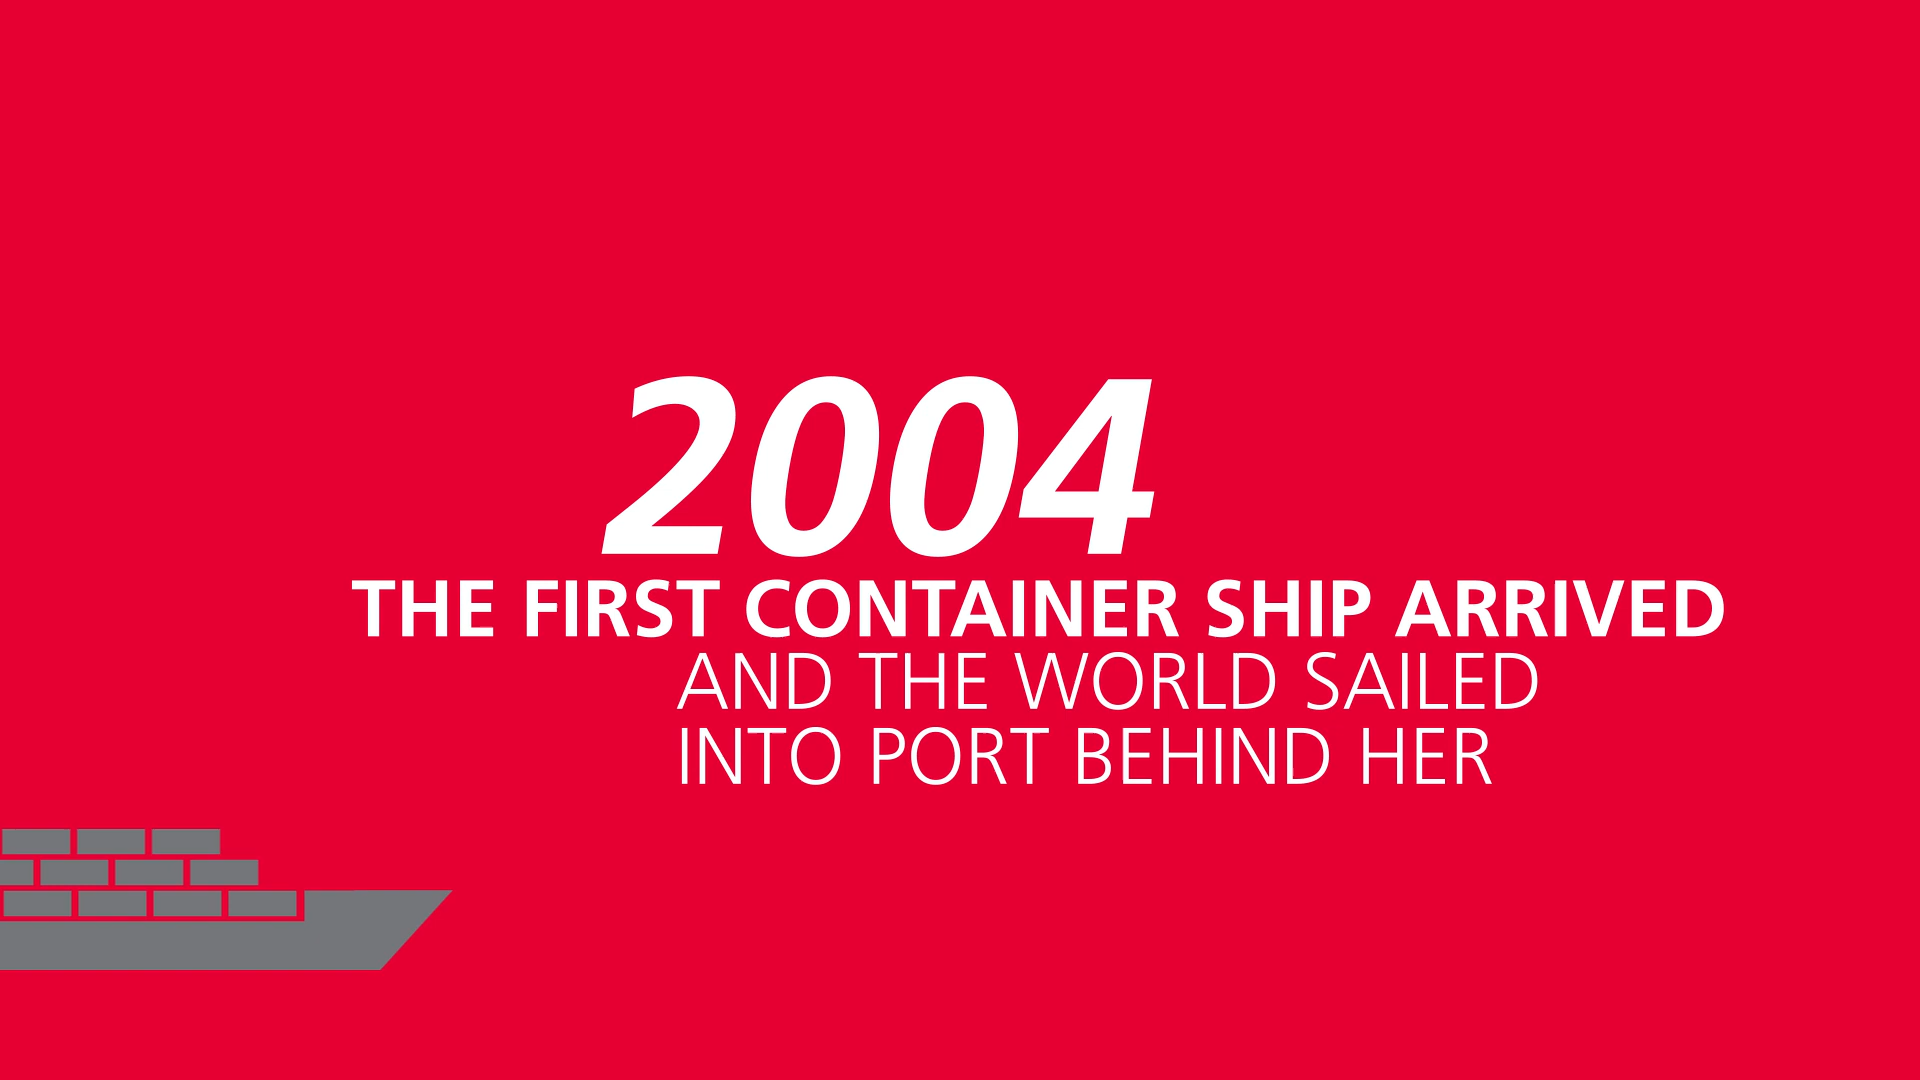 2004
THE FIRST CONTAINER SHIP ARRIVED
AND THE WORLD SAILED
INTO PORT BEHIND HER